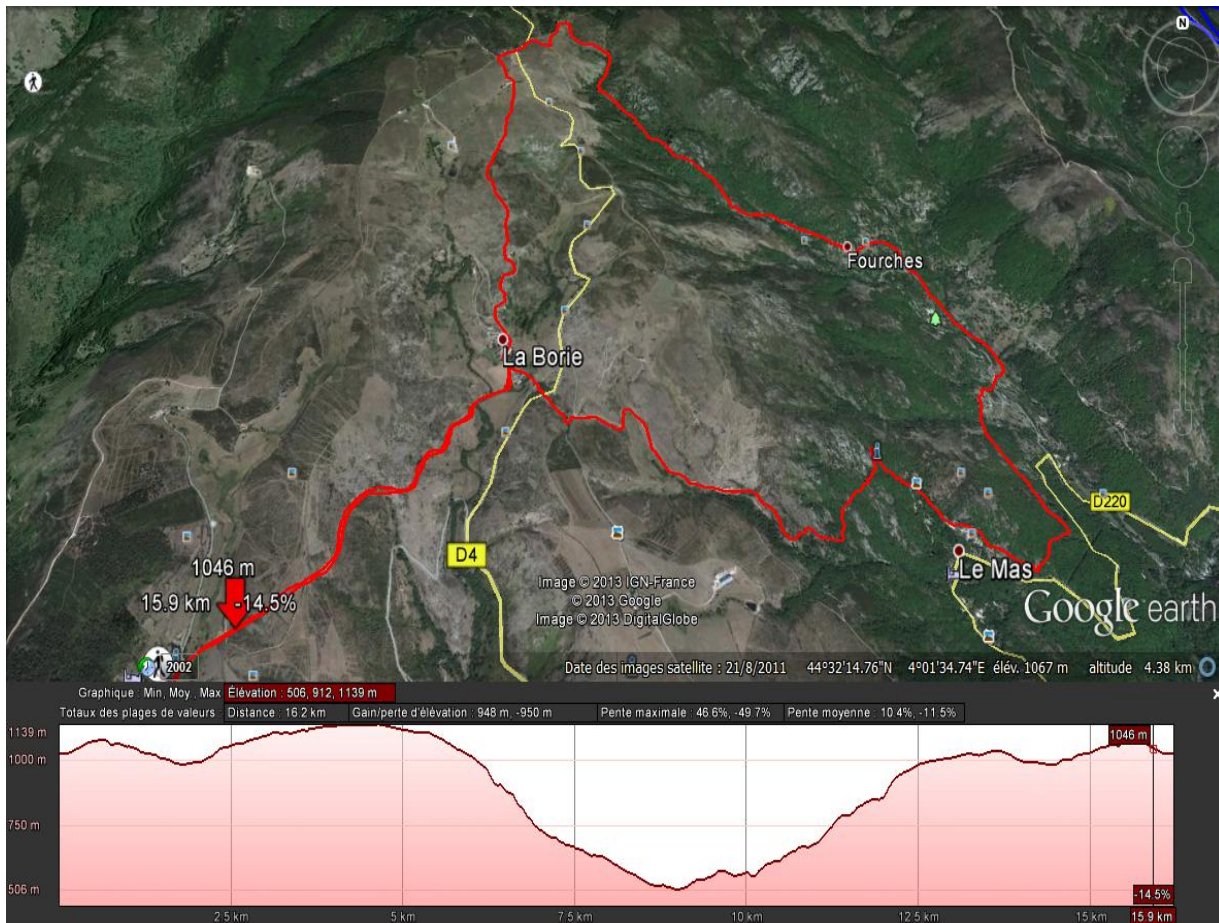 N
Fourches
La Borie
D220
1046 m
15.9 km -14.5%
D4
Le Mas
Image © 2013 IGN-France
© 2013 Google
Image © 2013 DigitalGlobe
Google earth
2002
Date des images satellite : 21/8/2011 44°32'14.76"N 4°01'34.74"E élév. 1067 m altitude 4.38 km
Graphique : Min, Moy, Max Élévation : 506, 912, 1139 m
Totaux des plages de valeurs Distance : 16.2 km Gain/perte d'élévation : 948 m, -950 m Pente maximale : 46.6%, -49.7% Pente moyenne : 10.4%, -11.5%
1139 m
1046 m
1000 m
750 m
506 m
-14.5%
2.5 km 5 km 7.5 km 10 km 12.5 km 15 km 15.9 km